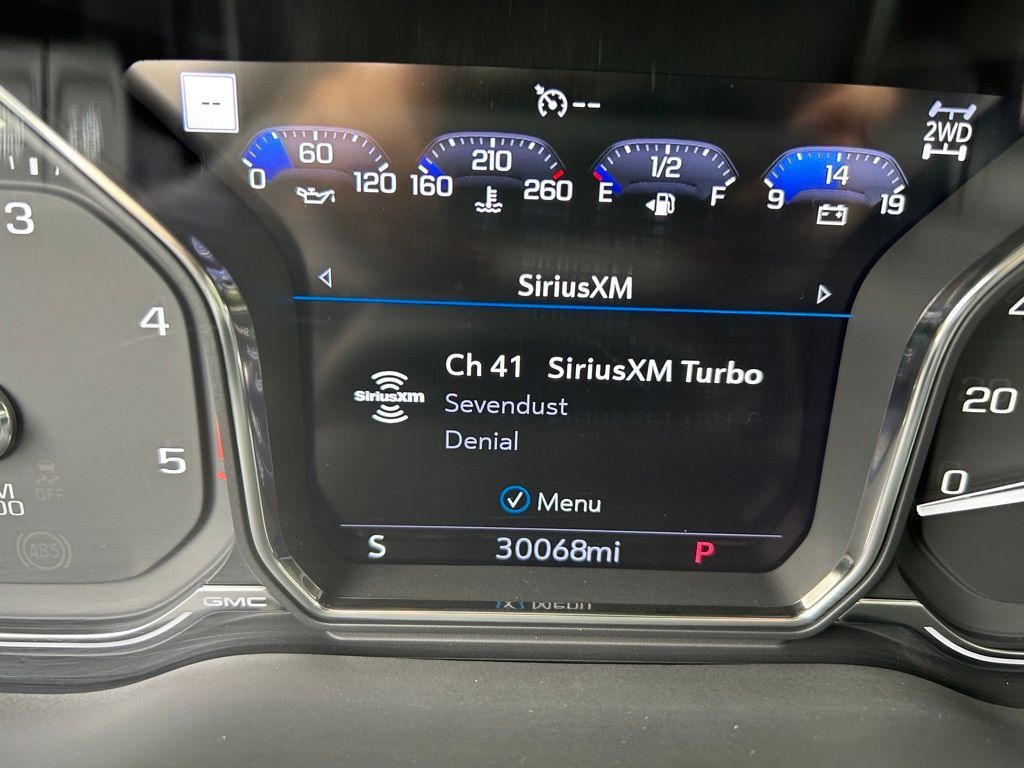 --
--
2WD
60
0 120
210
160 260
1/2
E F
14
9 19
SiriusXM
3
4
5
Ch 41 SiriusXM Turbo
SiriusXM
Sevendust
Denial
Menu
S 30068mi P
OFF
ABS
GMC
20
0